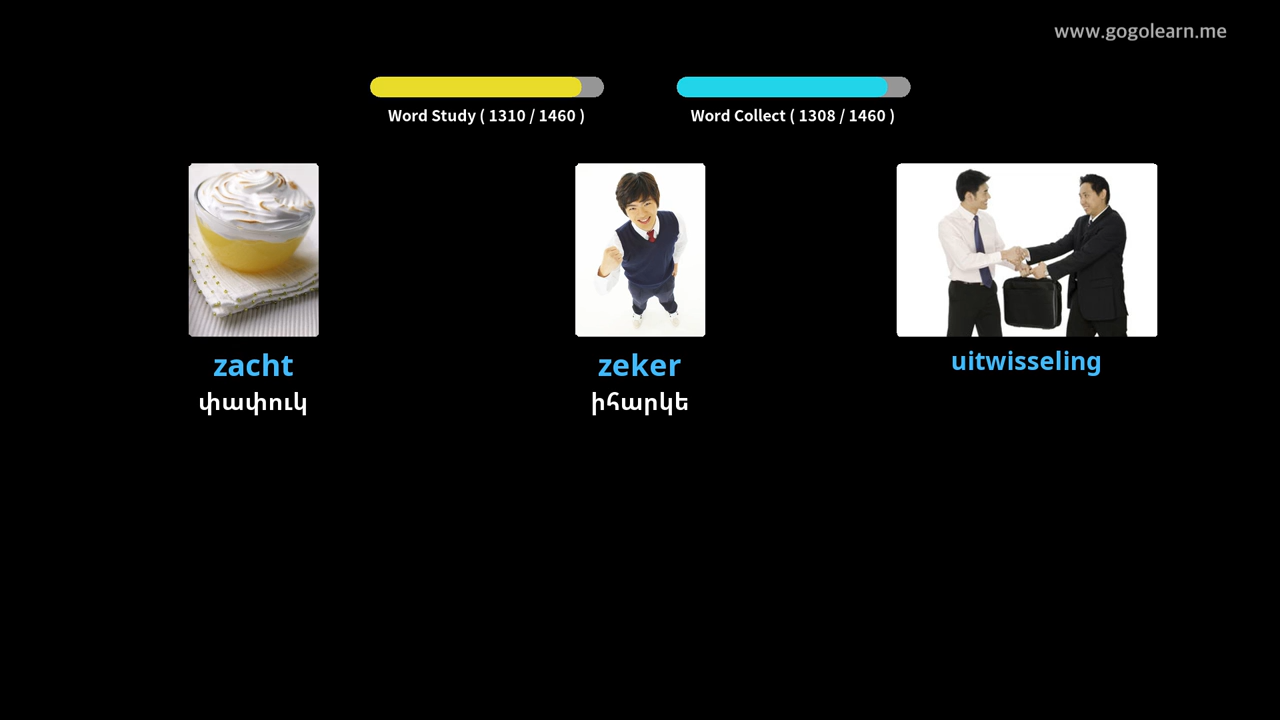 www.gogolearn.me
Word Study ( 1310 / 1460 )
Word Collect ( 1308 / 1460 )
zacht
zeker
uitwisseling
փափուկ
իհարկե